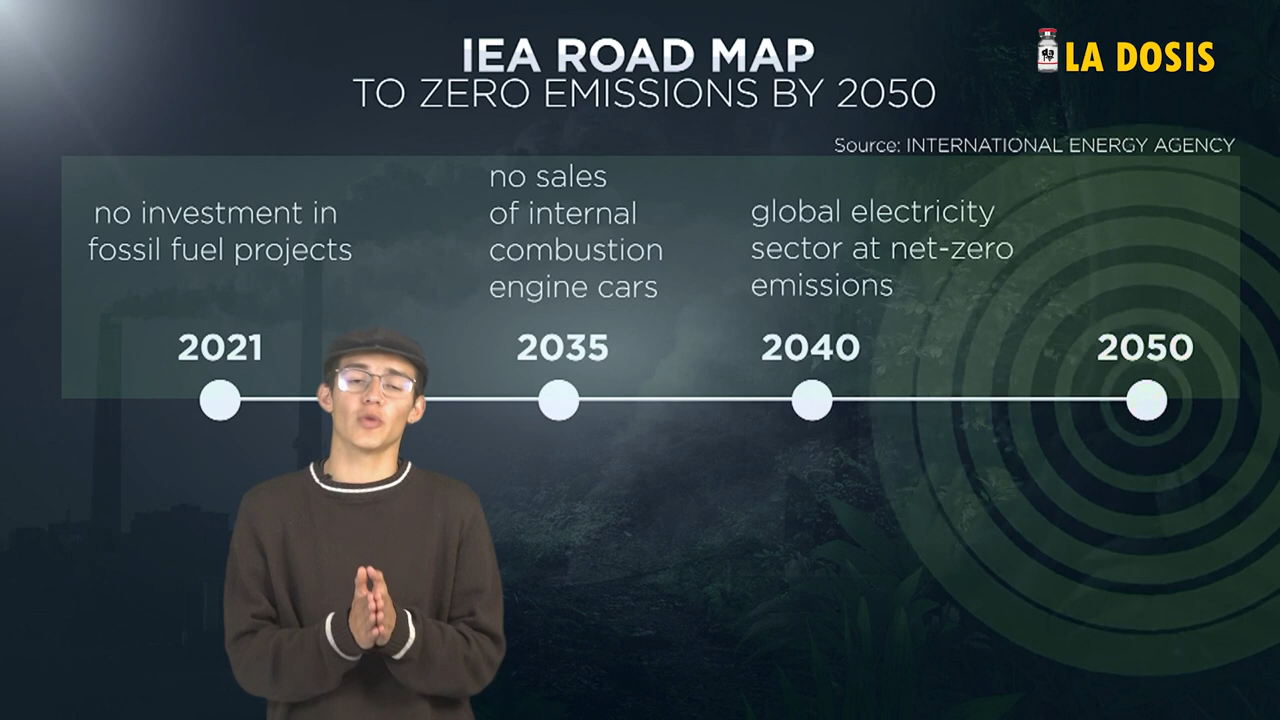 IEA ROAD MAP
TO ZERO EMISSIONS BY 2050
LA DOSIS
Source: INTERNATIONAL ENERGY AGENCY
no investment in
fossil fuel projects
2021
no sales
of internal
combustion
engine cars
2035
global electricity
sector at net-zero
emissions
2040
2050